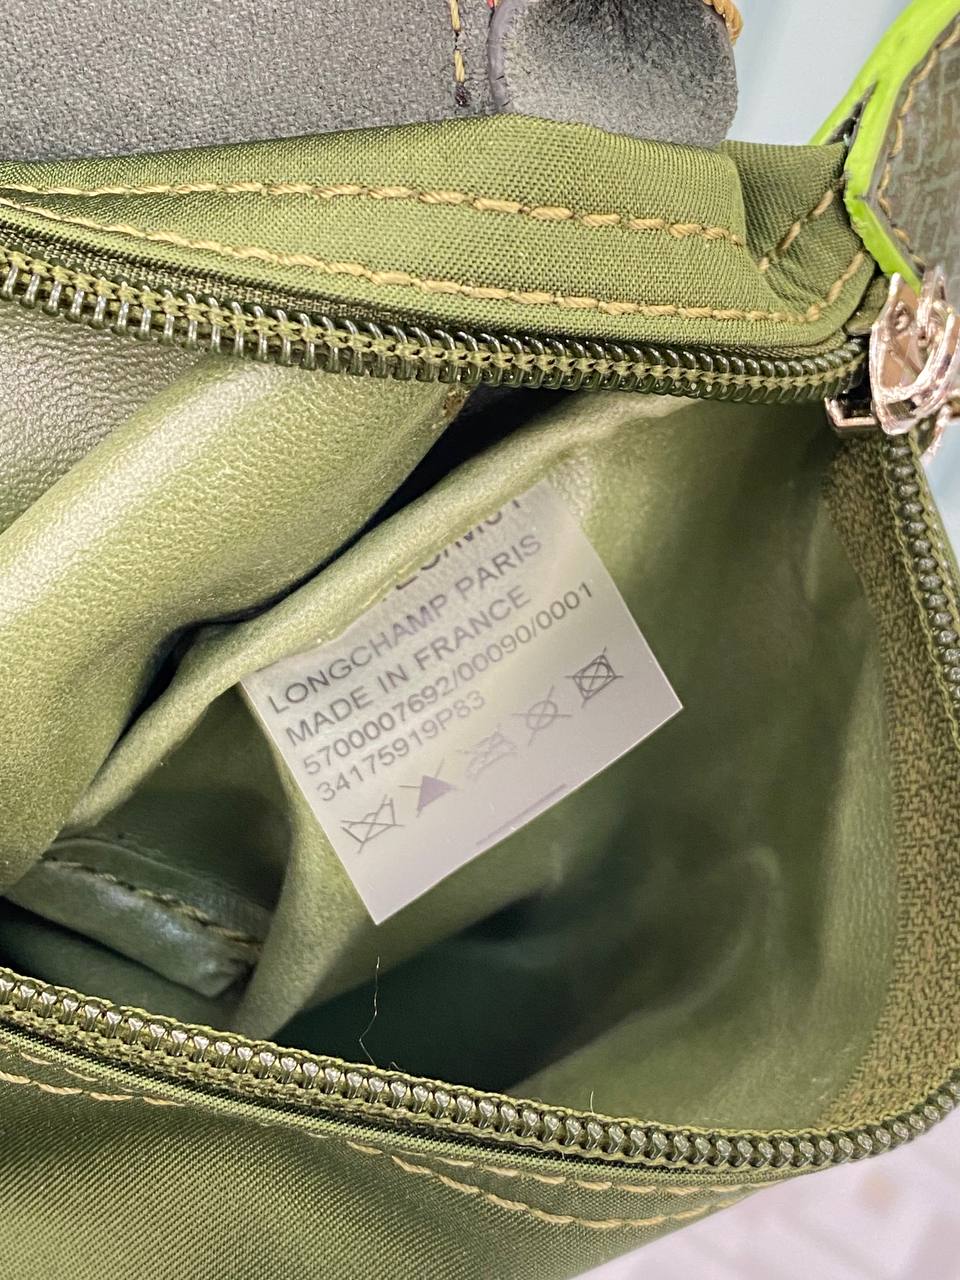 LONGCHAMP PARIS
MADE IN FRANCE
5700007692/00090/0001
34175919P83